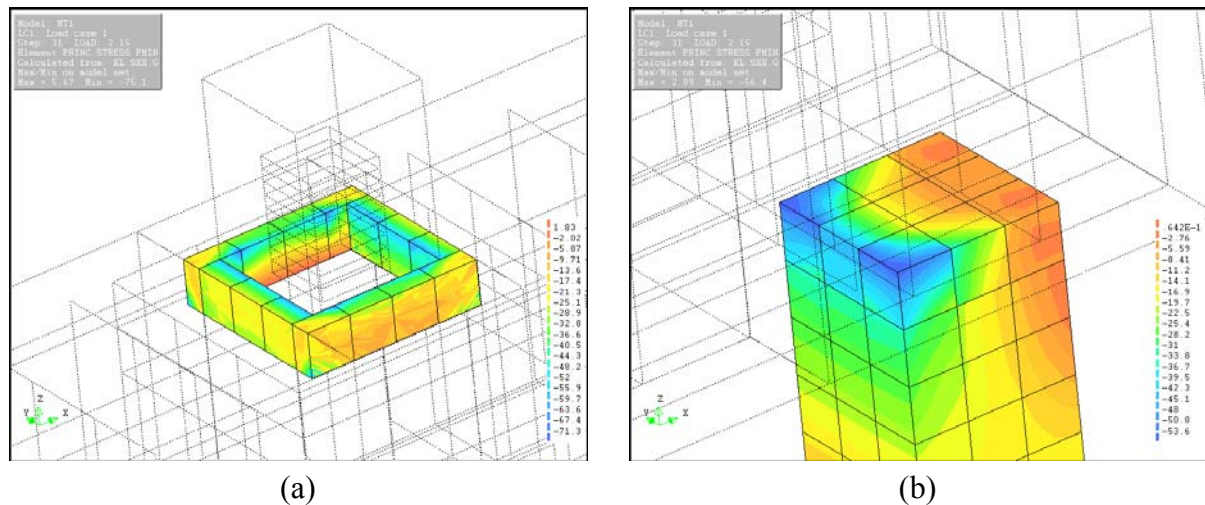 Model: MT1
LC1: Load case 1
Step: 31 LOAD: 2.15
Element PRINC STRESS PMIN
Calculated from: EL.SXX.G
Max/Min on model set:
Max = 5.67 Min = -75.1
1.83
-2.02
-5.87
-9.71
-13.6
-17.4
-21.3
-25.1
-28.9
-32.8
-36.6
-40.5
-44.3
-48.2
-52
-55.9
-59.7
-63.6
-67.4
-71.3
Z
Y
X
(a)
Model: MT1
LC1: Load case 1
Step: 31 LOAD: 2.15
Element PRINC STRESS PMIN
Calculated from: EL.SXX.G
Max/Min on model set:
Max = 2.89 Min = -56.4
.642E-1
-2.76
-5.59
-8.41
-11.2
-14.1
-16.9
-19.7
-22.5
-25.4
-28.2
-31
-33.8
-36.7
-39.5
-42.3
-45.1
-48
-50.8
-53.6
Z
Y
X
(b)